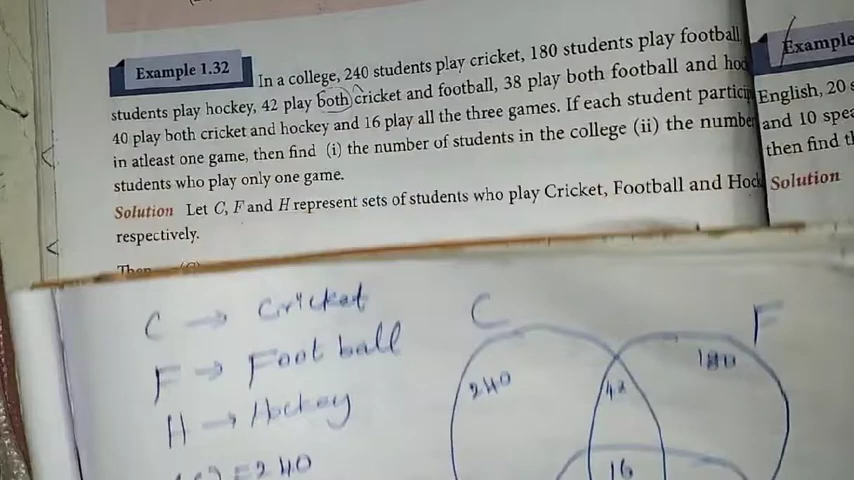 Example 1.32 In a college, 240 students play cricket, 180 students play football
students play hockey, 42 play both cricket and football, 38 play both football and
40 play both cricket and hockey and 16 play all the three games. If each student
in atleast one game, then find (i) the number of students in the college (ii) the
students who play only one game.
Solution Let C, F and H represent sets of students who play Cricket, Football and
respectively.
Then
Example
English, 20
and 10
then find
Solution
C → Cricket
F → Foot ball
H → Hockey
= 240
C
F
240
42
180
16